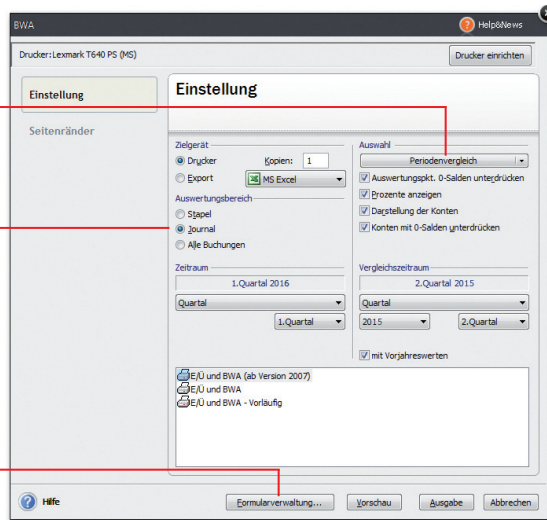 BWA
Help&News
Drucker:Lexmark T640 PS (MS)
Drucker einrichten
Einstellung
Seitenränder
Einstellung
Zielgerät
Drucker
Kopien: 1
Export
MS Excel
Auswertungsbereich
Stapel
Journal
Alle Buchungen
Auswahl
Periodenvergleich
Auswertungspkt. 0-Salden unterdrücken
Prozente anzeigen
Darstellung der Konten
Konten mit 0-Salden unterdrücken
Zeitraum
1.Quartal 2016
Quartal
1.Quartal
Vergleichszeitraum
2.Quartal 2015
Quartal
2015
2.Quartal
mit Vorjahreswerten
E/Ü und BWA (ab Version 2007)
E/Ü und BWA
E/Ü und BWA - Vorläufig
Hilfe
Formularverwaltung...
Vorschau
Ausgabe
Abbrechen